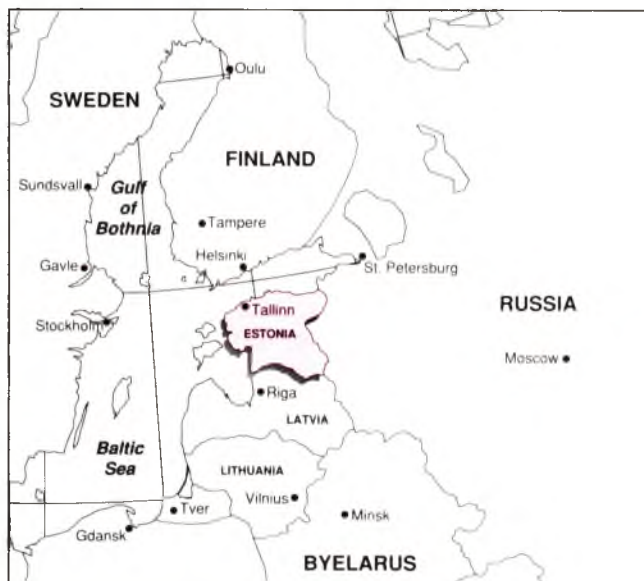 Oulu
SWEDEN
FINLAND
Sundsvall
Gulf
of
Bothnia
Tampere
Helsinki
Gavle
St. Petersburg
Tallinn
RUSSIA
Stockholm
ESTONIA
Moscow
Riga
LATVIA
Baltic
Sea
LITHUANIA
Vilnius
Tver
Minsk
Gdansk
BYELARUS